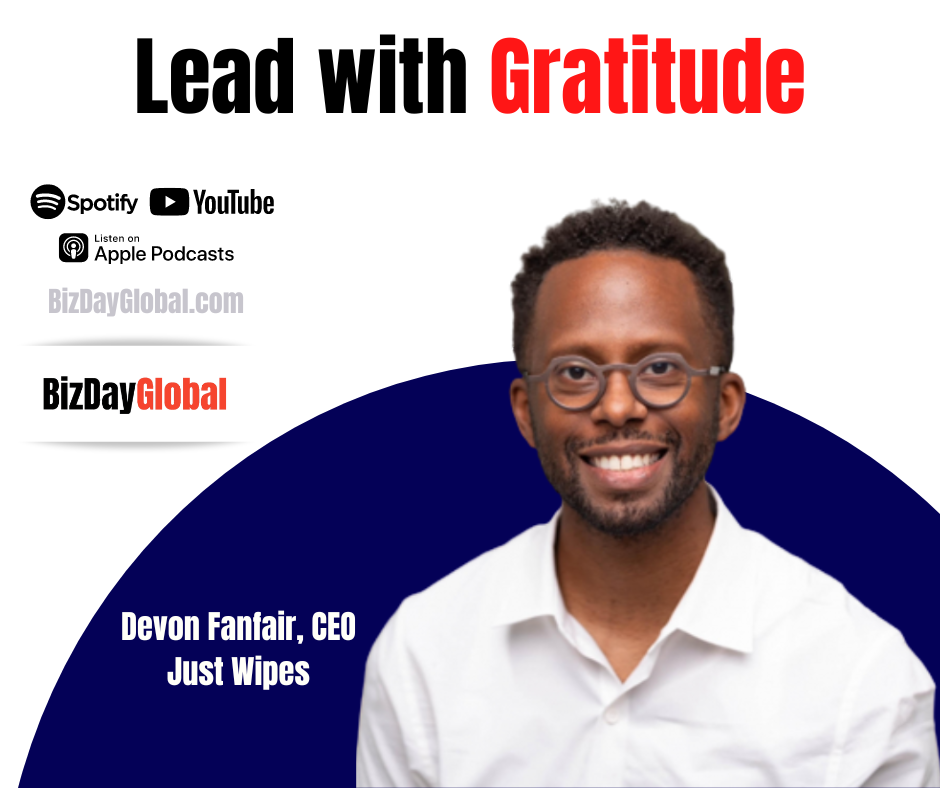 Lead with Gratitude
Spotify YouTube
Listen on
Apple Podcasts
BizDayGlobal.com
BizDayGlobal
Devon Fanfair, CEO
Just Wipes